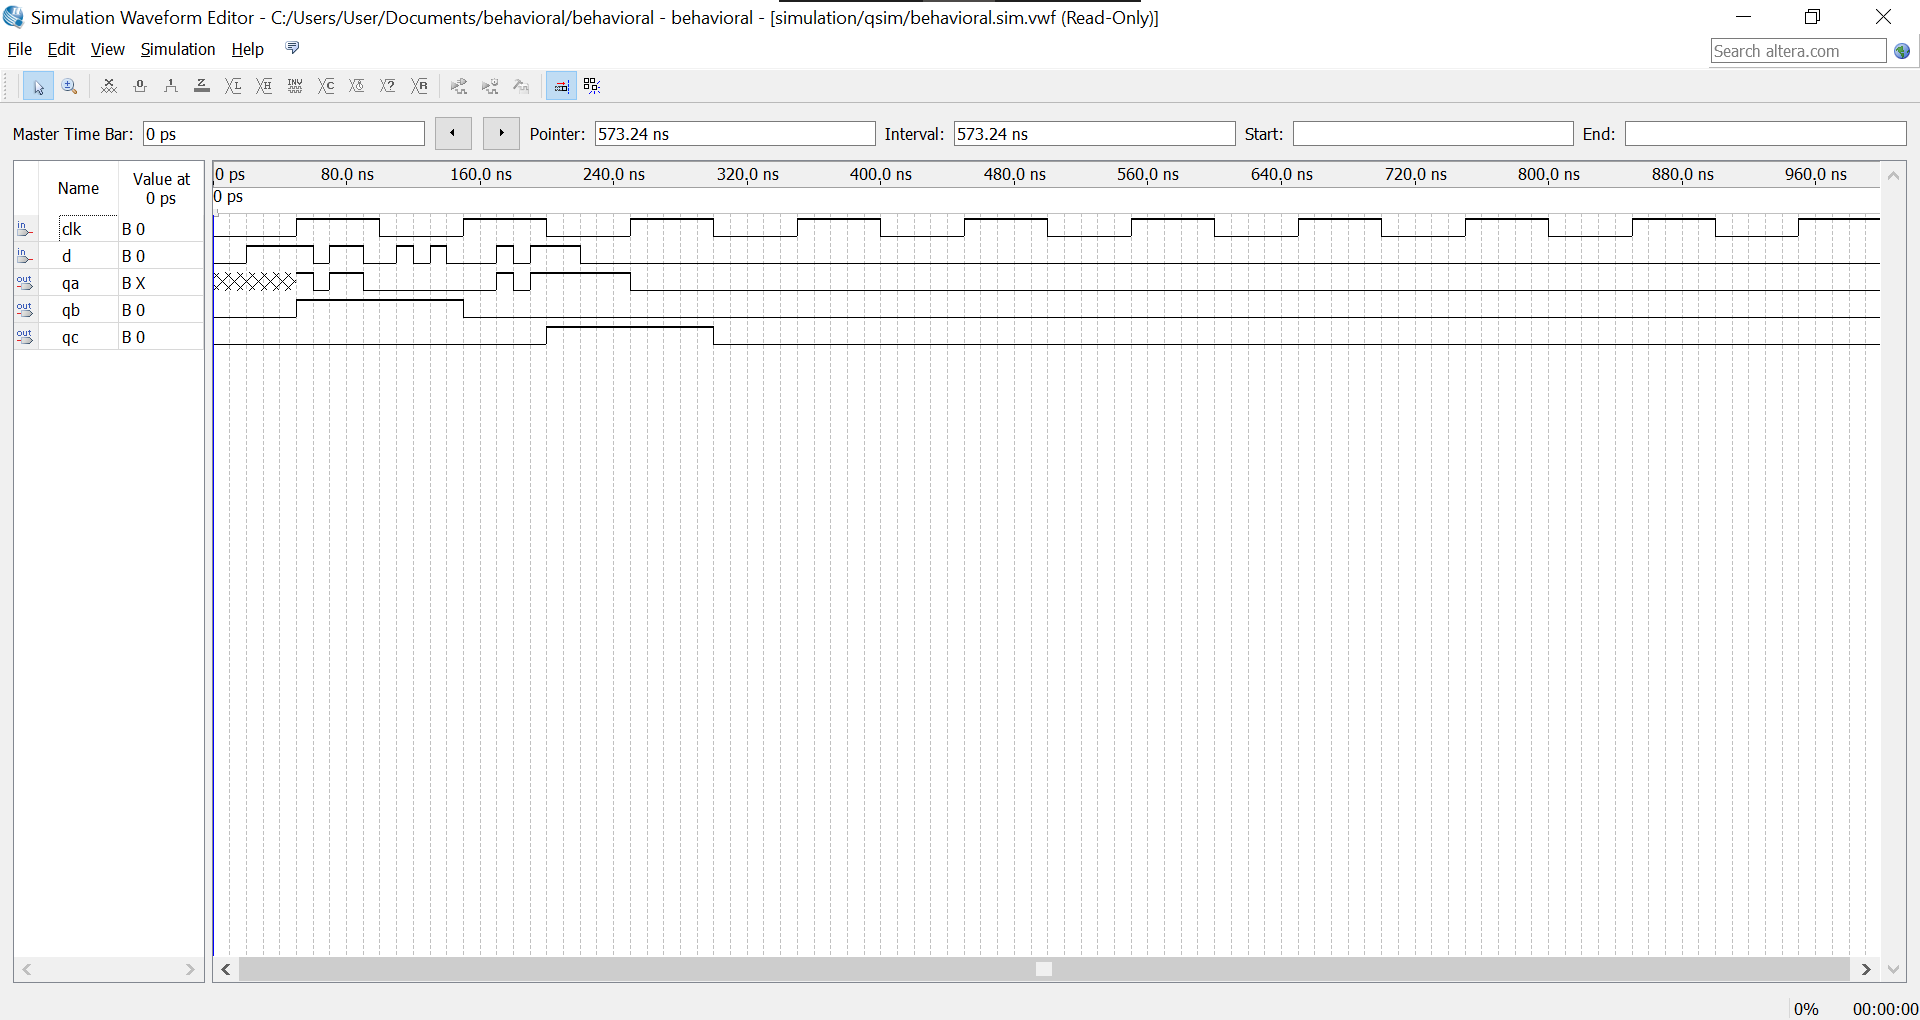 Simulation Waveform Editor - C:/Users/User/Documents/behavioral/behavioral - behavioral - [simulation/qsim/behavioral.sim.vwf (Read-Only)]
File Edit View Simulation Help
Search altera.com
Master Time Bar: 0 ps Pointer: 573.24 ns Interval: 573.24 ns Start: End:
Name Value at 0 ps
0 ps 80.0 ns 160.0 ns 240.0 ns 320.0 ns 400.0 ns 480.0 ns 560.0 ns 640.0 ns 720.0 ns 800.0 ns 880.0 ns 960.0 ns
0 ps
in clk B 0
in d B 0
out qa B X
out qb B 0
out qc B 0
0% 00:00:00